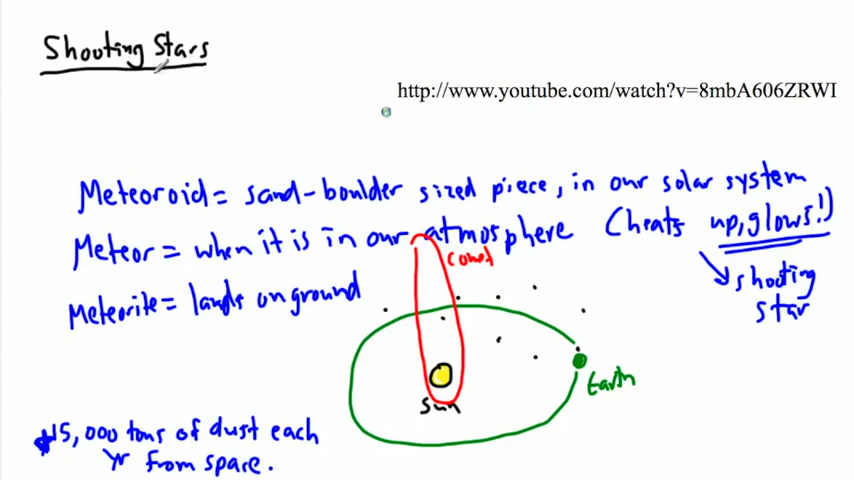 Shooting Stars
http://www.youtube.com/watch?v=8mbA606ZRWI
Meteoroid = sand-boulder sized piece, in our solar system
Meteor = when it is in our atmosphere (heats up, glows!)
shooting
star
Meteorite = lands on ground
comet
Earth
Sun
15,000 tons of dust each
yr from space.